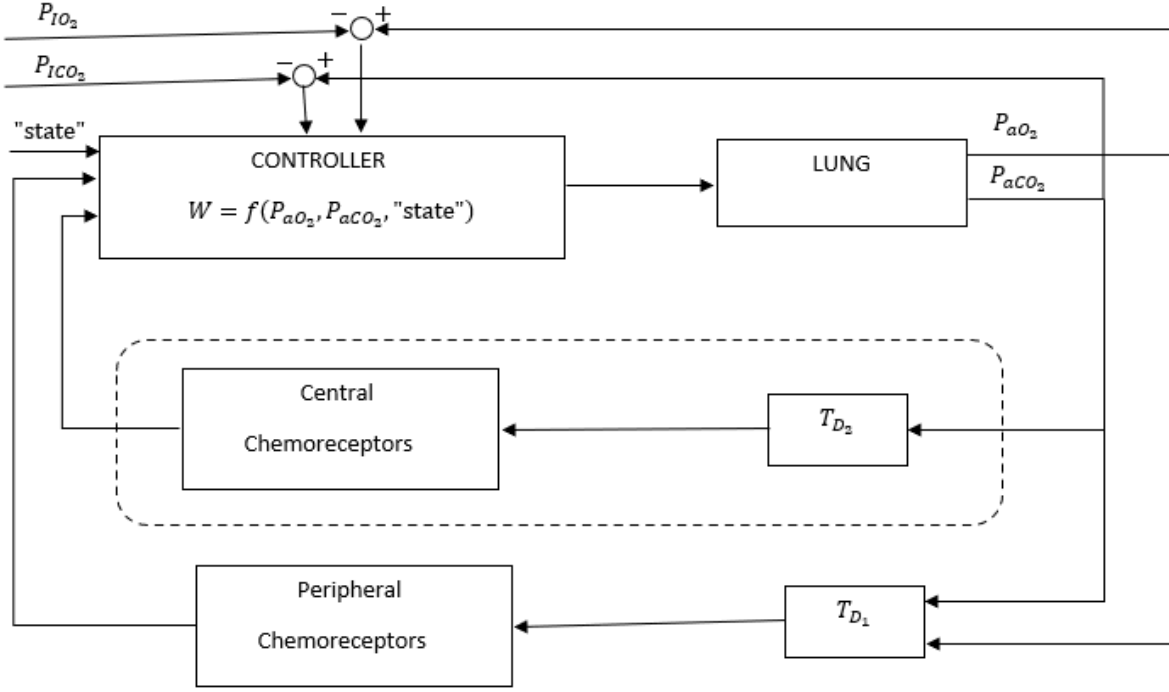 P_{IO_2}
− +
P_{ICO_2}
− +
"state"
CONTROLLER
W = f(P_{aO_2}, P_{aCO_2}, "state")
LUNG
P_{aO_2}
P_{aCO_2}
Central
Chemoreceptors
T_{D_2}
Peripheral
Chemoreceptors
T_{D_1}